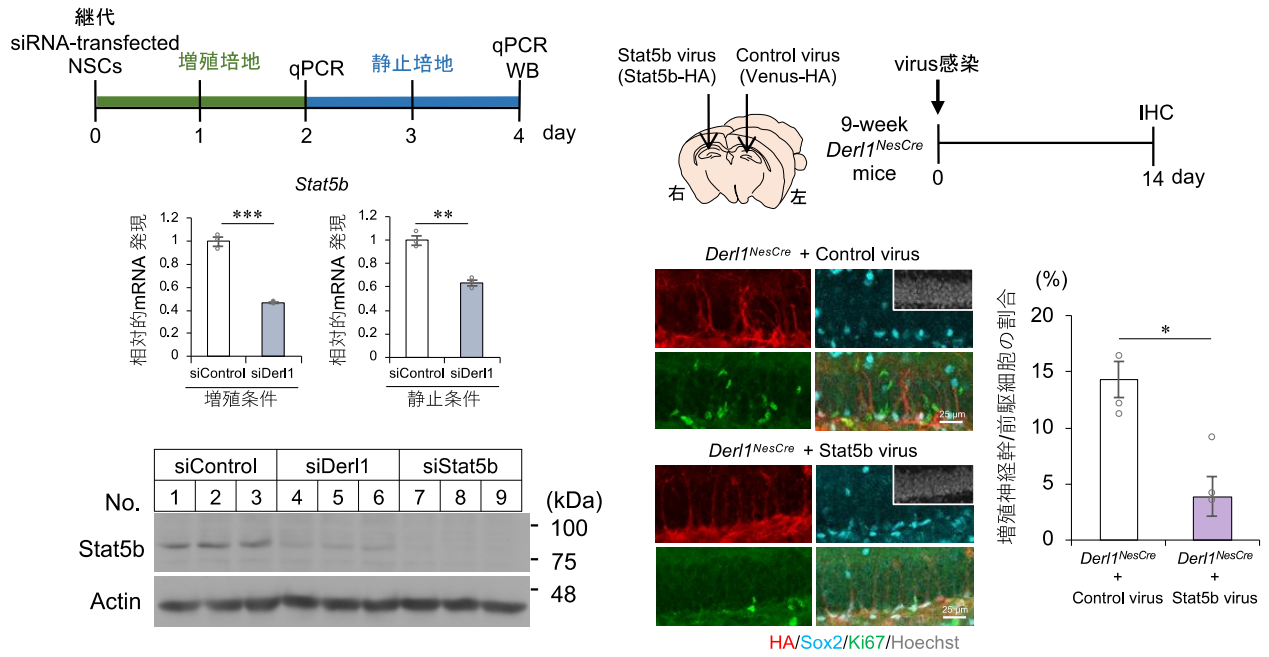 継代
siRNA-transfected
NSCs
増殖培地
qPCR
静止培地
qPCR
WB
0
1
2
3
4
day
Stat5b
相対的mRNA 発現
1.2
1
0.8
0.6
0.4
0.2
0
***
siControl siDerl1
増殖条件
相対的mRNA 発現
1.2
1
0.8
0.6
0.4
0.2
0
**
siControl siDerl1
静止条件
siControl siDerl1 siStat5b
No. 1 2 3 4 5 6 7 8 9 (kDa)
Stat5b
100
75
Actin
48
Stat5b virus
(Stat5b-HA)
Control virus
(Venus-HA)
右
左
virus感染
9-week
Derl1NesCre
mice
IHC
0
14 day
Derl1NesCre + Control virus
25 μm
Derl1NesCre + Stat5b virus
25 μm
HA/Sox2/Ki67/Hoechst
増殖神経幹/前駆細胞の割合
(%)
20
15
10
5
0
*
Derl1NesCre
+
Control virus
Derl1NesCre
+
Stat5b virus